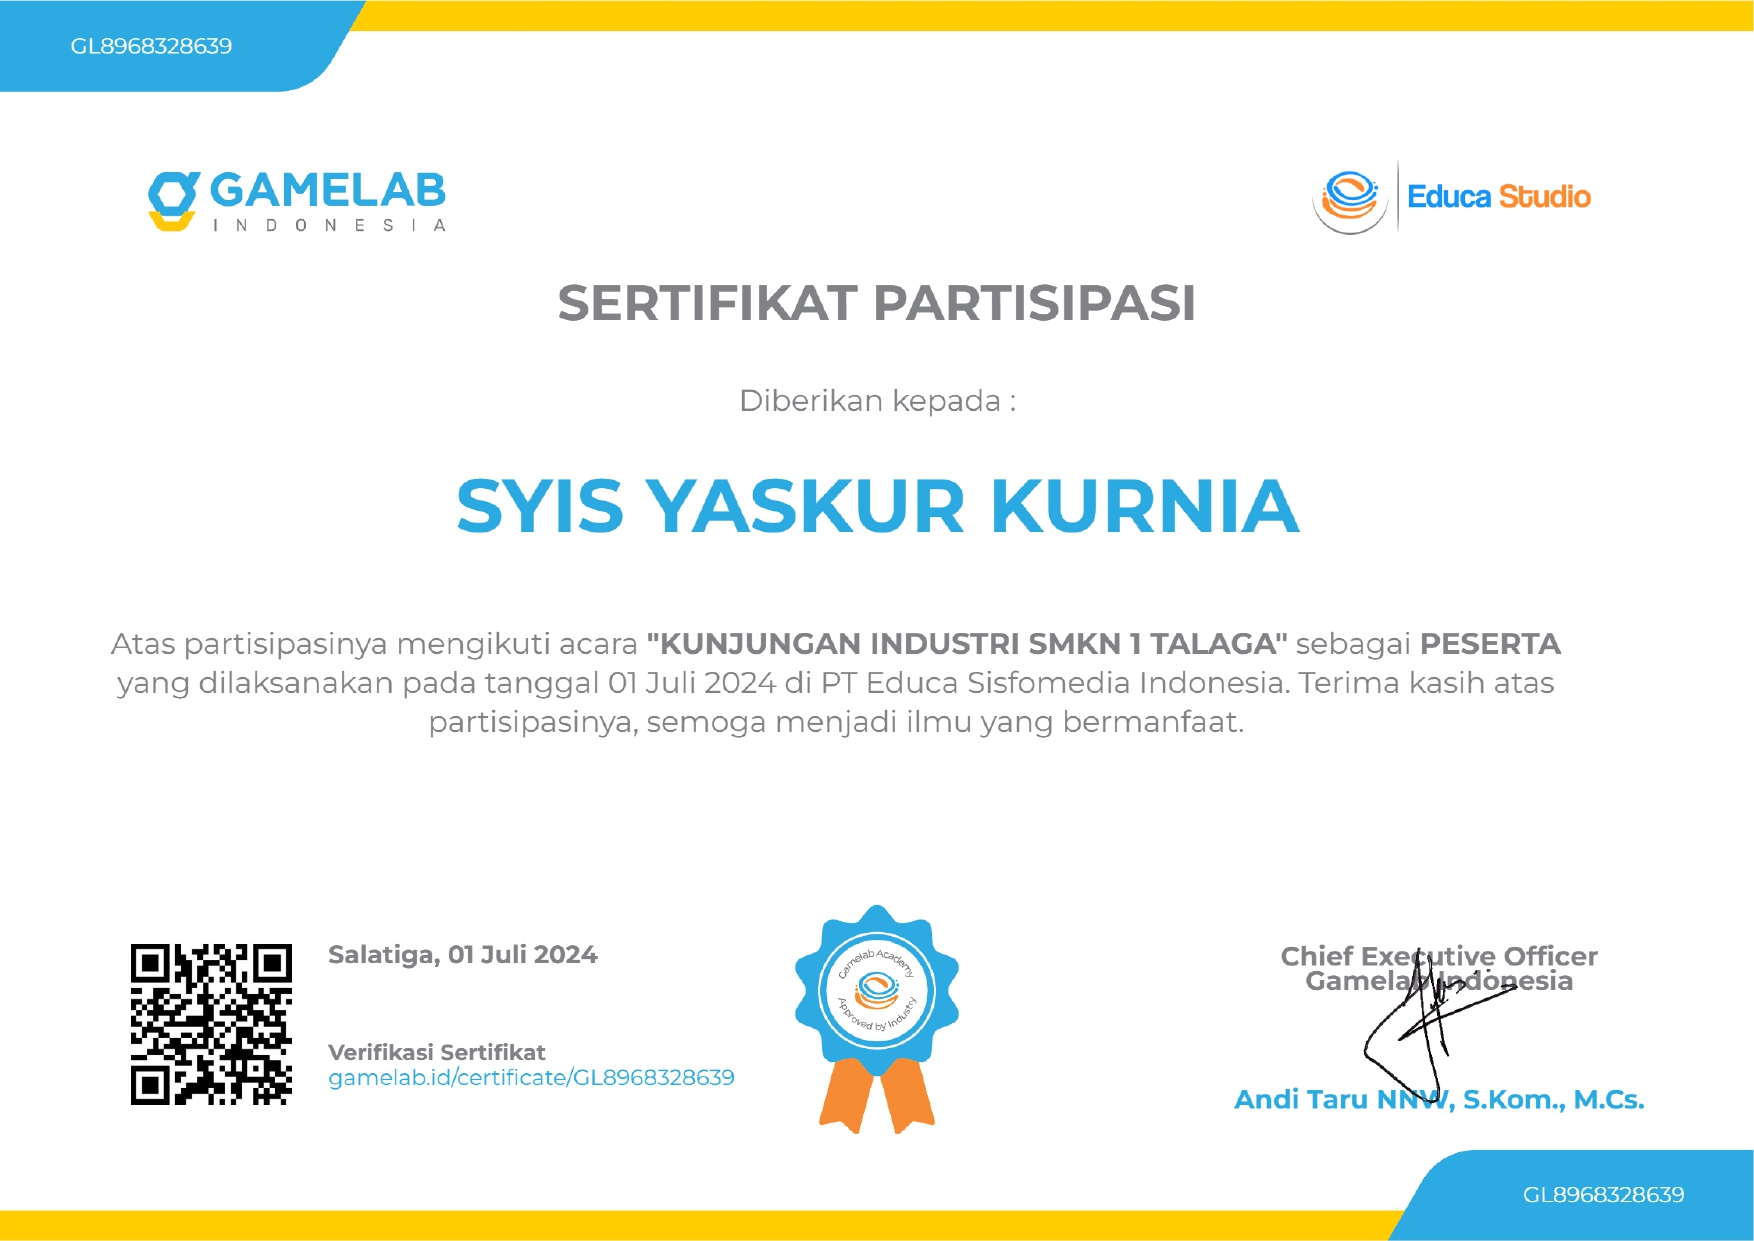 GL8968328639
GAMELAB
INDONESIA
Educa Studio
SERTIFIKAT PARTISIPASI
Diberikan kepada :
SYIS YASKUR KURNIA
Atas partisipasinya mengikuti acara "KUNJUNGAN INDUSTRI SMKN 1 TALAGA" sebagai PESERTA
yang dilaksanakan pada tanggal 01 Juli 2024 di PT Educa Sisfomedia Indonesia. Terima kasih atas
partisipasinya, semoga menjadi ilmu yang bermanfaat.
Salatiga, 01 Juli 2024
Verifikasi Sertifikat
gamelab.id/certificate/GL8968328639
Gamelab Academy
Approved by Industry
Chief Executive Officer
Gamelab Indonesia
Andi Taru NNW, S.Kom., M.Cs.
GL8968328639